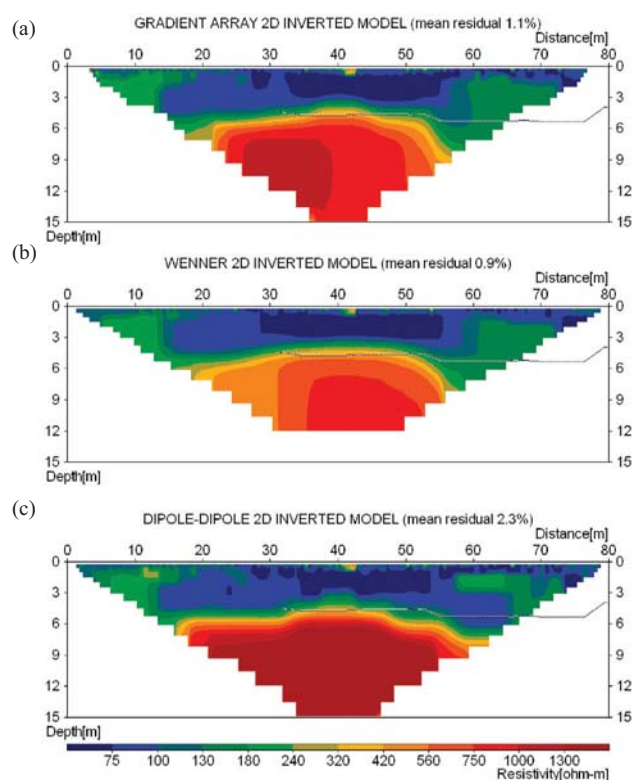 (a)
GRADIENT ARRAY 2D INVERTED MODEL (mean residual 1.1%)
Distance[m]
0 10 20 30 40 50 60 70 80
0 0
3 3
6 6
9 9
12 12
15 15
Depth[m]
(b)
WENNER 2D INVERTED MODEL (mean residual 0.9%)
Distance[m]
0 10 20 30 40 50 60 70 80
0 0
3 3
6 6
9 9
12 12
15 15
Depth[m]
(c)
DIPOLE-DIPOLE 2D INVERTED MODEL (mean residual 2.3%)
Distance[m]
0 10 20 30 40 50 60 70 80
0 0
3 3
6 6
9 9
12 12
15 15
Depth[m]
75 100 130 180 240 320 420 560 750 1000 1300
Resistivity[ohm-m]